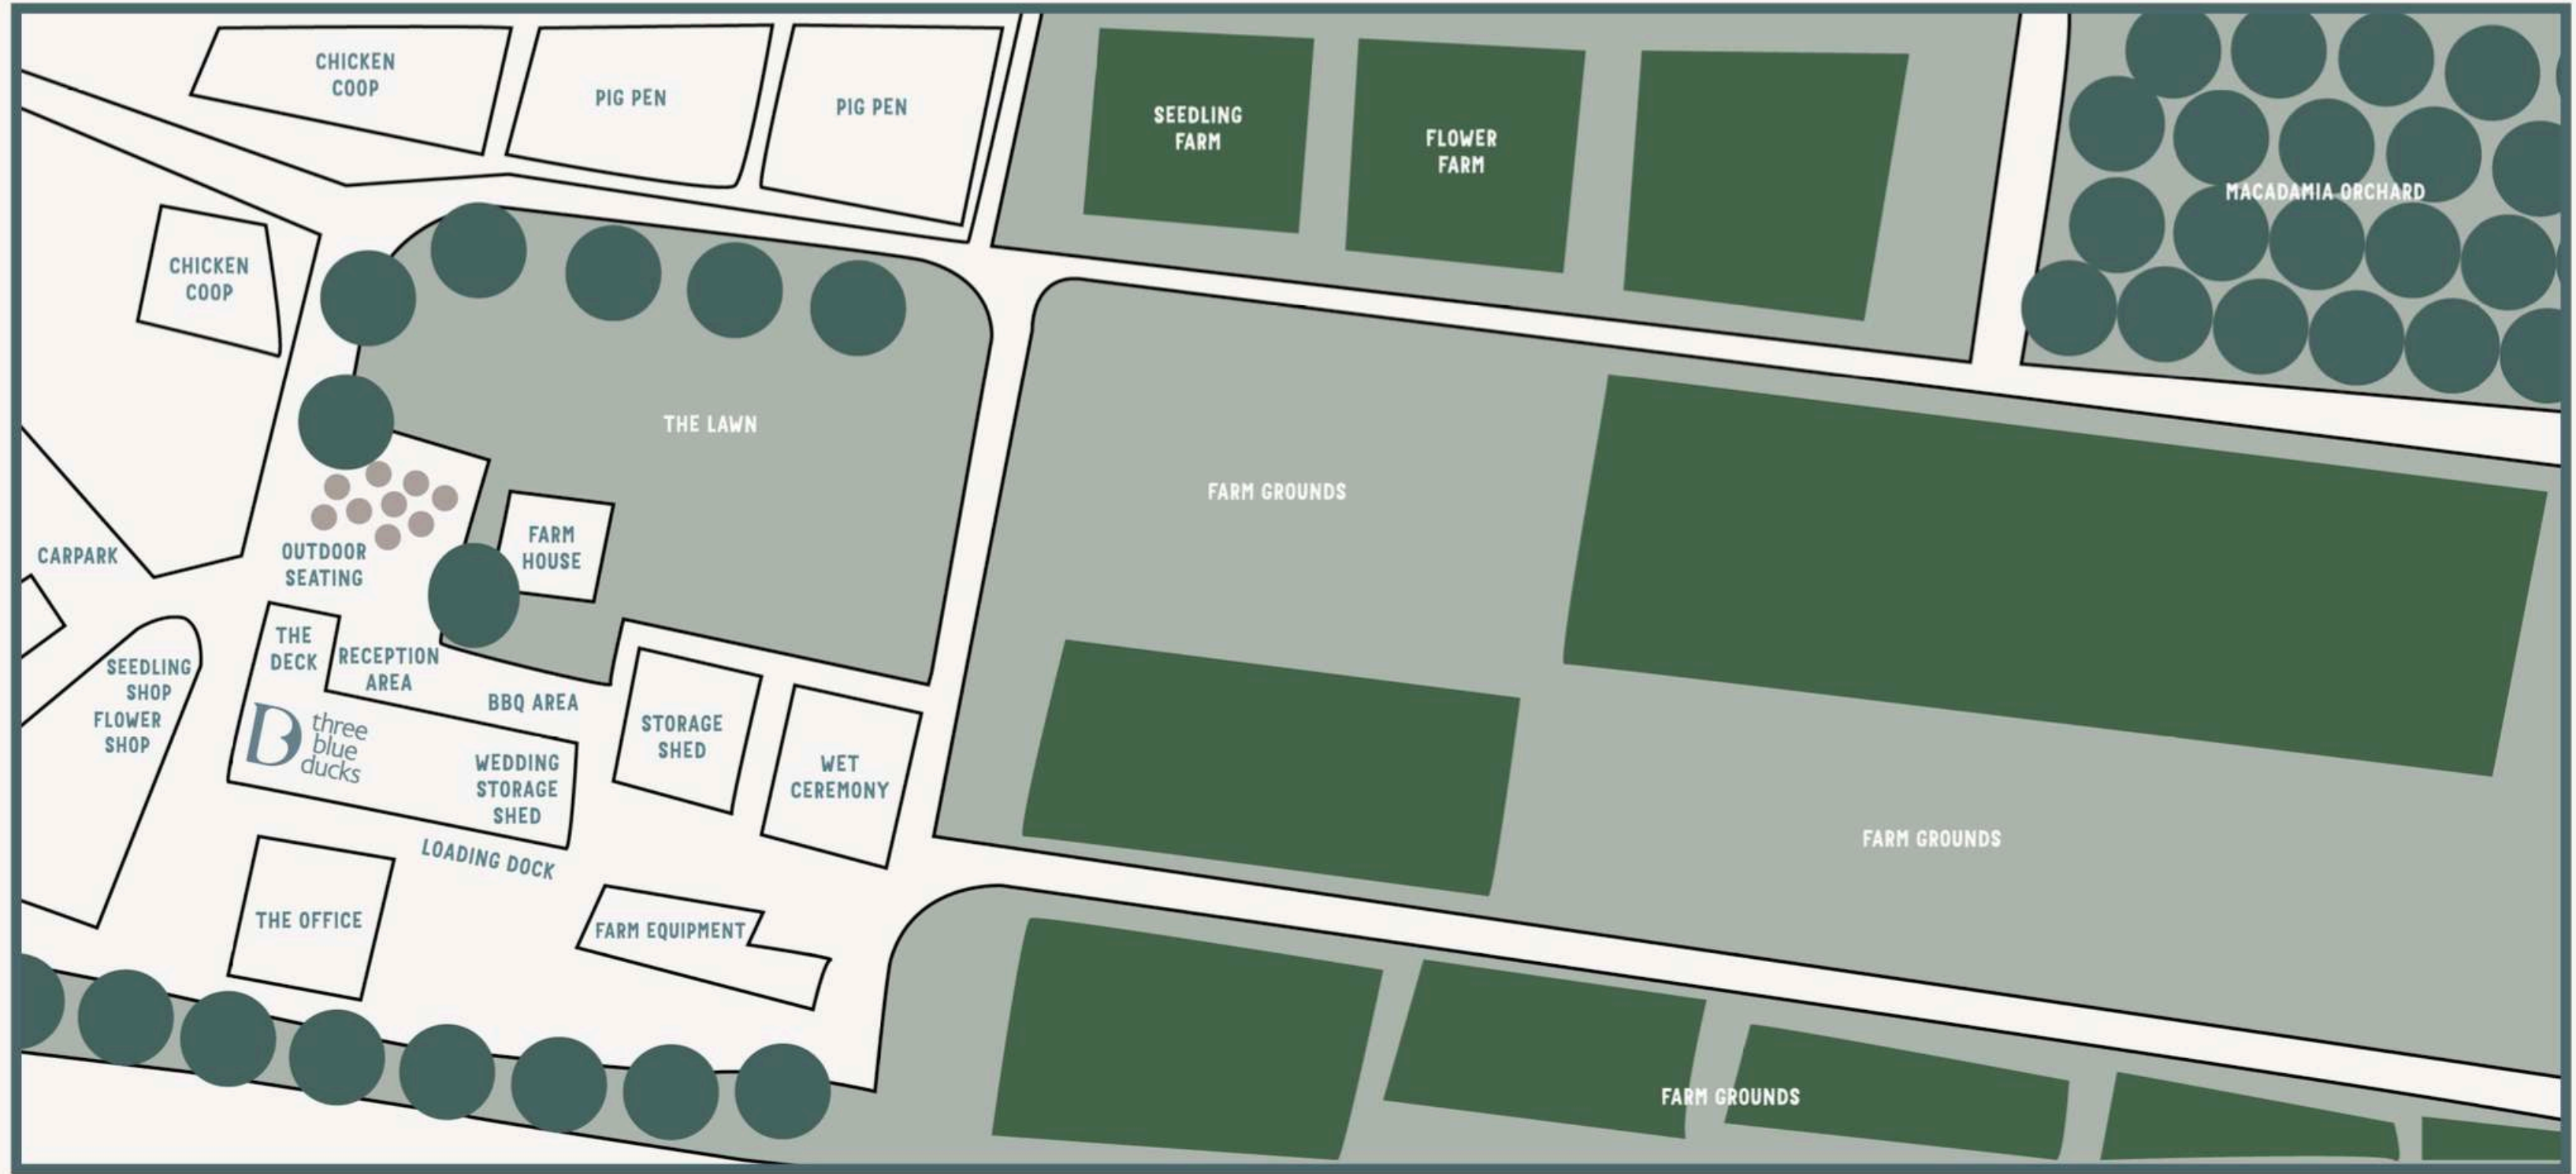 CHICKEN
COOP
PIG PEN
PIG PEN
SEEDLING
FARM
FLOWER
FARM
MACADAMIA ORCHARD
CHICKEN
COOP
THE LAWN
FARM GROUNDS
FARM
HOUSE
CARPARK
OUTDOOR
SEATING
THE
DECK
RECEPTION
AREA
SEEDLING
SHOP
FLOWER
SHOP
BBQ AREA
three
blue
ducks
STORAGE
SHED
WEDDING
STORAGE
SHED
WET
CEREMONY
FARM GROUNDS
LOADING DOCK
THE OFFICE
FARM EQUIPMENT
FARM GROUNDS